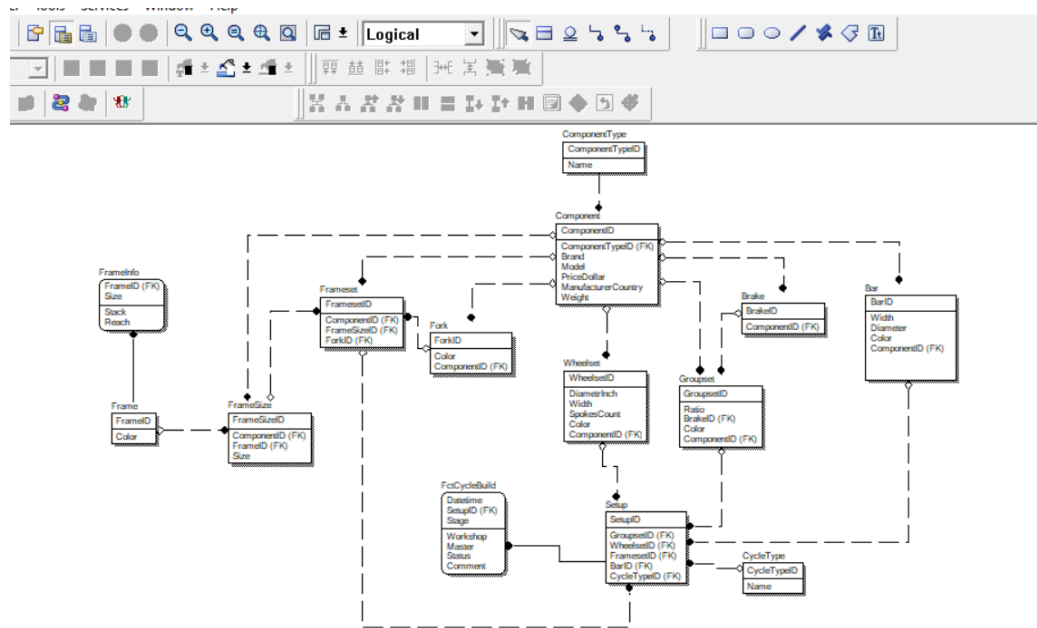 Tools Services Window Help
Logical
ComponentType
ComponentTypeID
Name
Component
ComponentID
ComponentTypeID (FK)
Brand
Model
PriceDollar
ManufacturerCountry
Weight
FrameInfo
FrameID (FK)
Size
Stack
Reach
Frameset
FramesetID
ComponentID (FK)
FrameSizeID (FK)
ForkID (FK)
Fork
ForkID
Color
ComponentID (FK)
Brake
BrakeID
ComponentID (FK)
Bar
BarID
Width
Diameter
Color
ComponentID (FK)
Wheelset
WheelsetID
DiametrInch
Width
SpokesCount
Color
ComponentID (FK)
Groupset
GroupsetID
Ratio
BrakeID (FK)
Color
ComponentID (FK)
Frame
FrameID
Color
FrameSize
FrameSizeID
ComponentID (FK)
FrameID (FK)
Size
FctCycleBuild
Datetime
SetupID (FK)
Stage
Workshop
Master
Status
Comment
Setup
SetupID
GroupsetID (FK)
WheelsetID (FK)
FramesetID (FK)
BarID (FK)
CycleTypeID (FK)
CycleType
CycleTypeID
Name